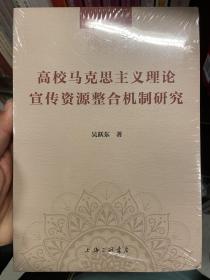 高校马克思主义理论
宣传资源整合机制研究
吴跃东 著
上海三联书店